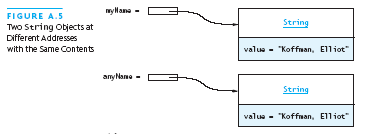 FIGURE A.5
Two String Objects at
Different Addresses
with the Same Contents
myName =
String
value = "Koffman, Elliot"
anyName =
String
value = "Koffman, Elliot"